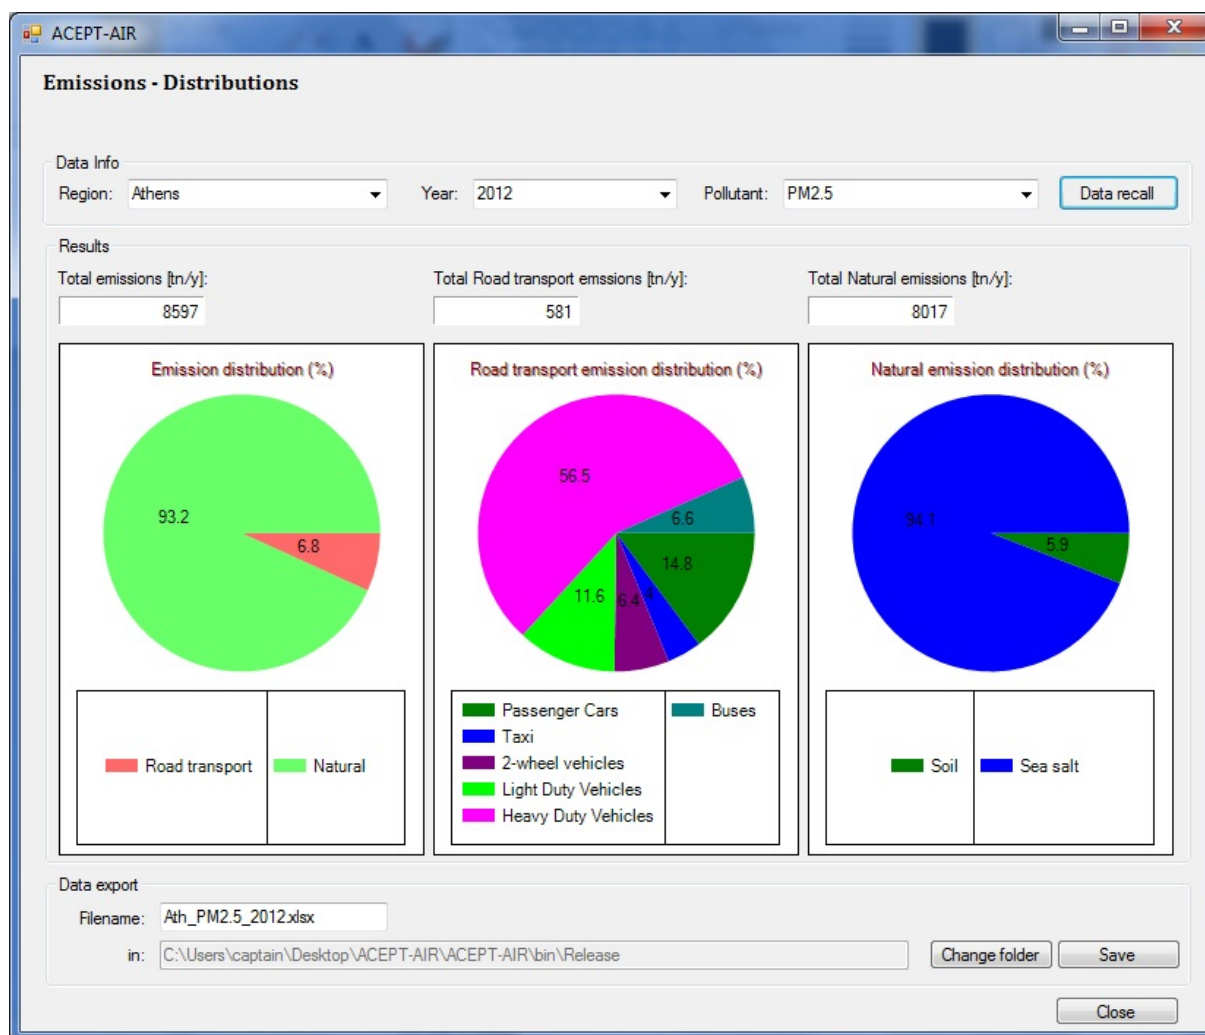 ACEPT-AIR
Emissions - Distributions
Data Info
Region: Athens Year: 2012 Pollutant: PM2.5 Data recall
Results
Total emissions [tn/y]: Total Road transport emssions [tn/y]: Total Natural emissions [tn/y]:
8597 581 8017
Emission distribution (%)
93.2
6.8
Road transport Natural
Road transport emission distribution (%)
56.5
6.6
14.8
11.6 6.4 4
Passenger Cars Buses
Taxi
2-wheel vehicles
Light Duty Vehicles
Heavy Duty Vehicles
Natural emission distribution (%)
94.1
5.9
Soil Sea salt
Data export
Filename: Ath_PM2.5_2012.xlsx
in: C:\Users\captain\Desktop\ACEPT-AIR\ACEPT-AIR\bin\Release Change folder Save
Close